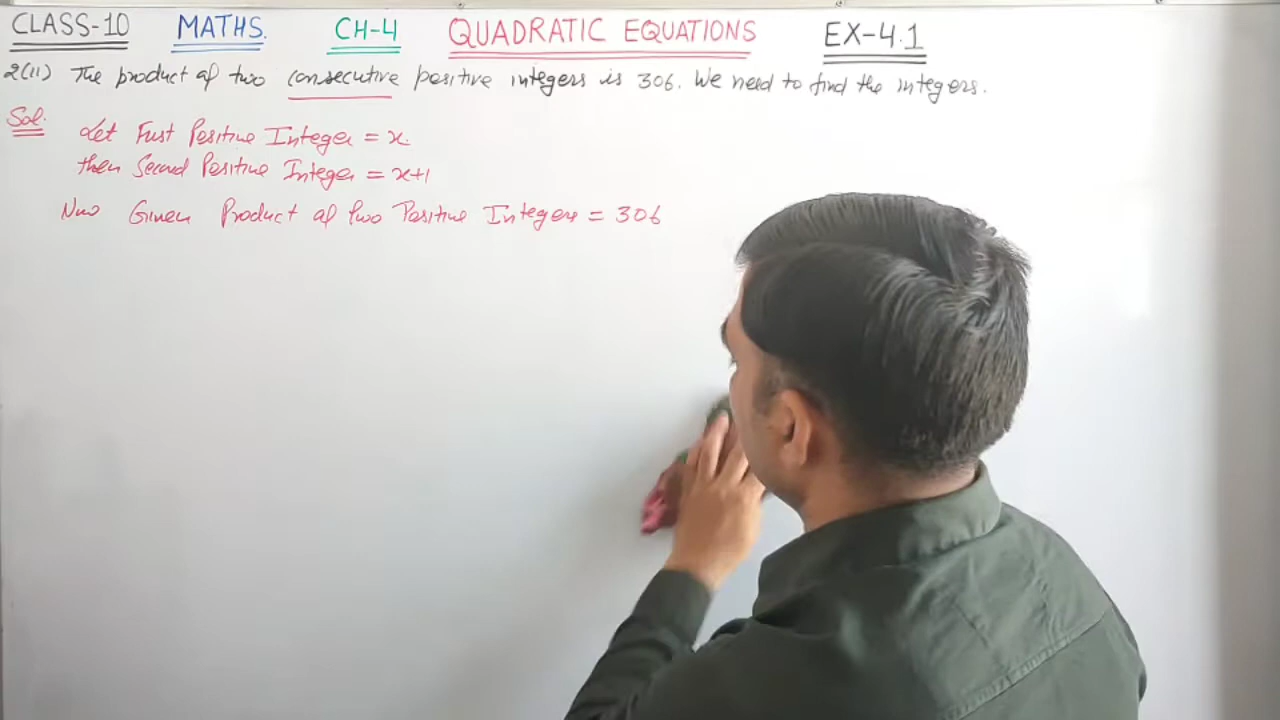 CLASS-10 MATHS. CH-4 QUADRATIC EQUATIONS EX-4.1
2(ii) The product of two consecutive positive integers is 306. We need to find the integers.
Sol. Let First Positive Integer = x.
then Second Positive Integer = x+1
Now Given Product of two Positive Integers = 306